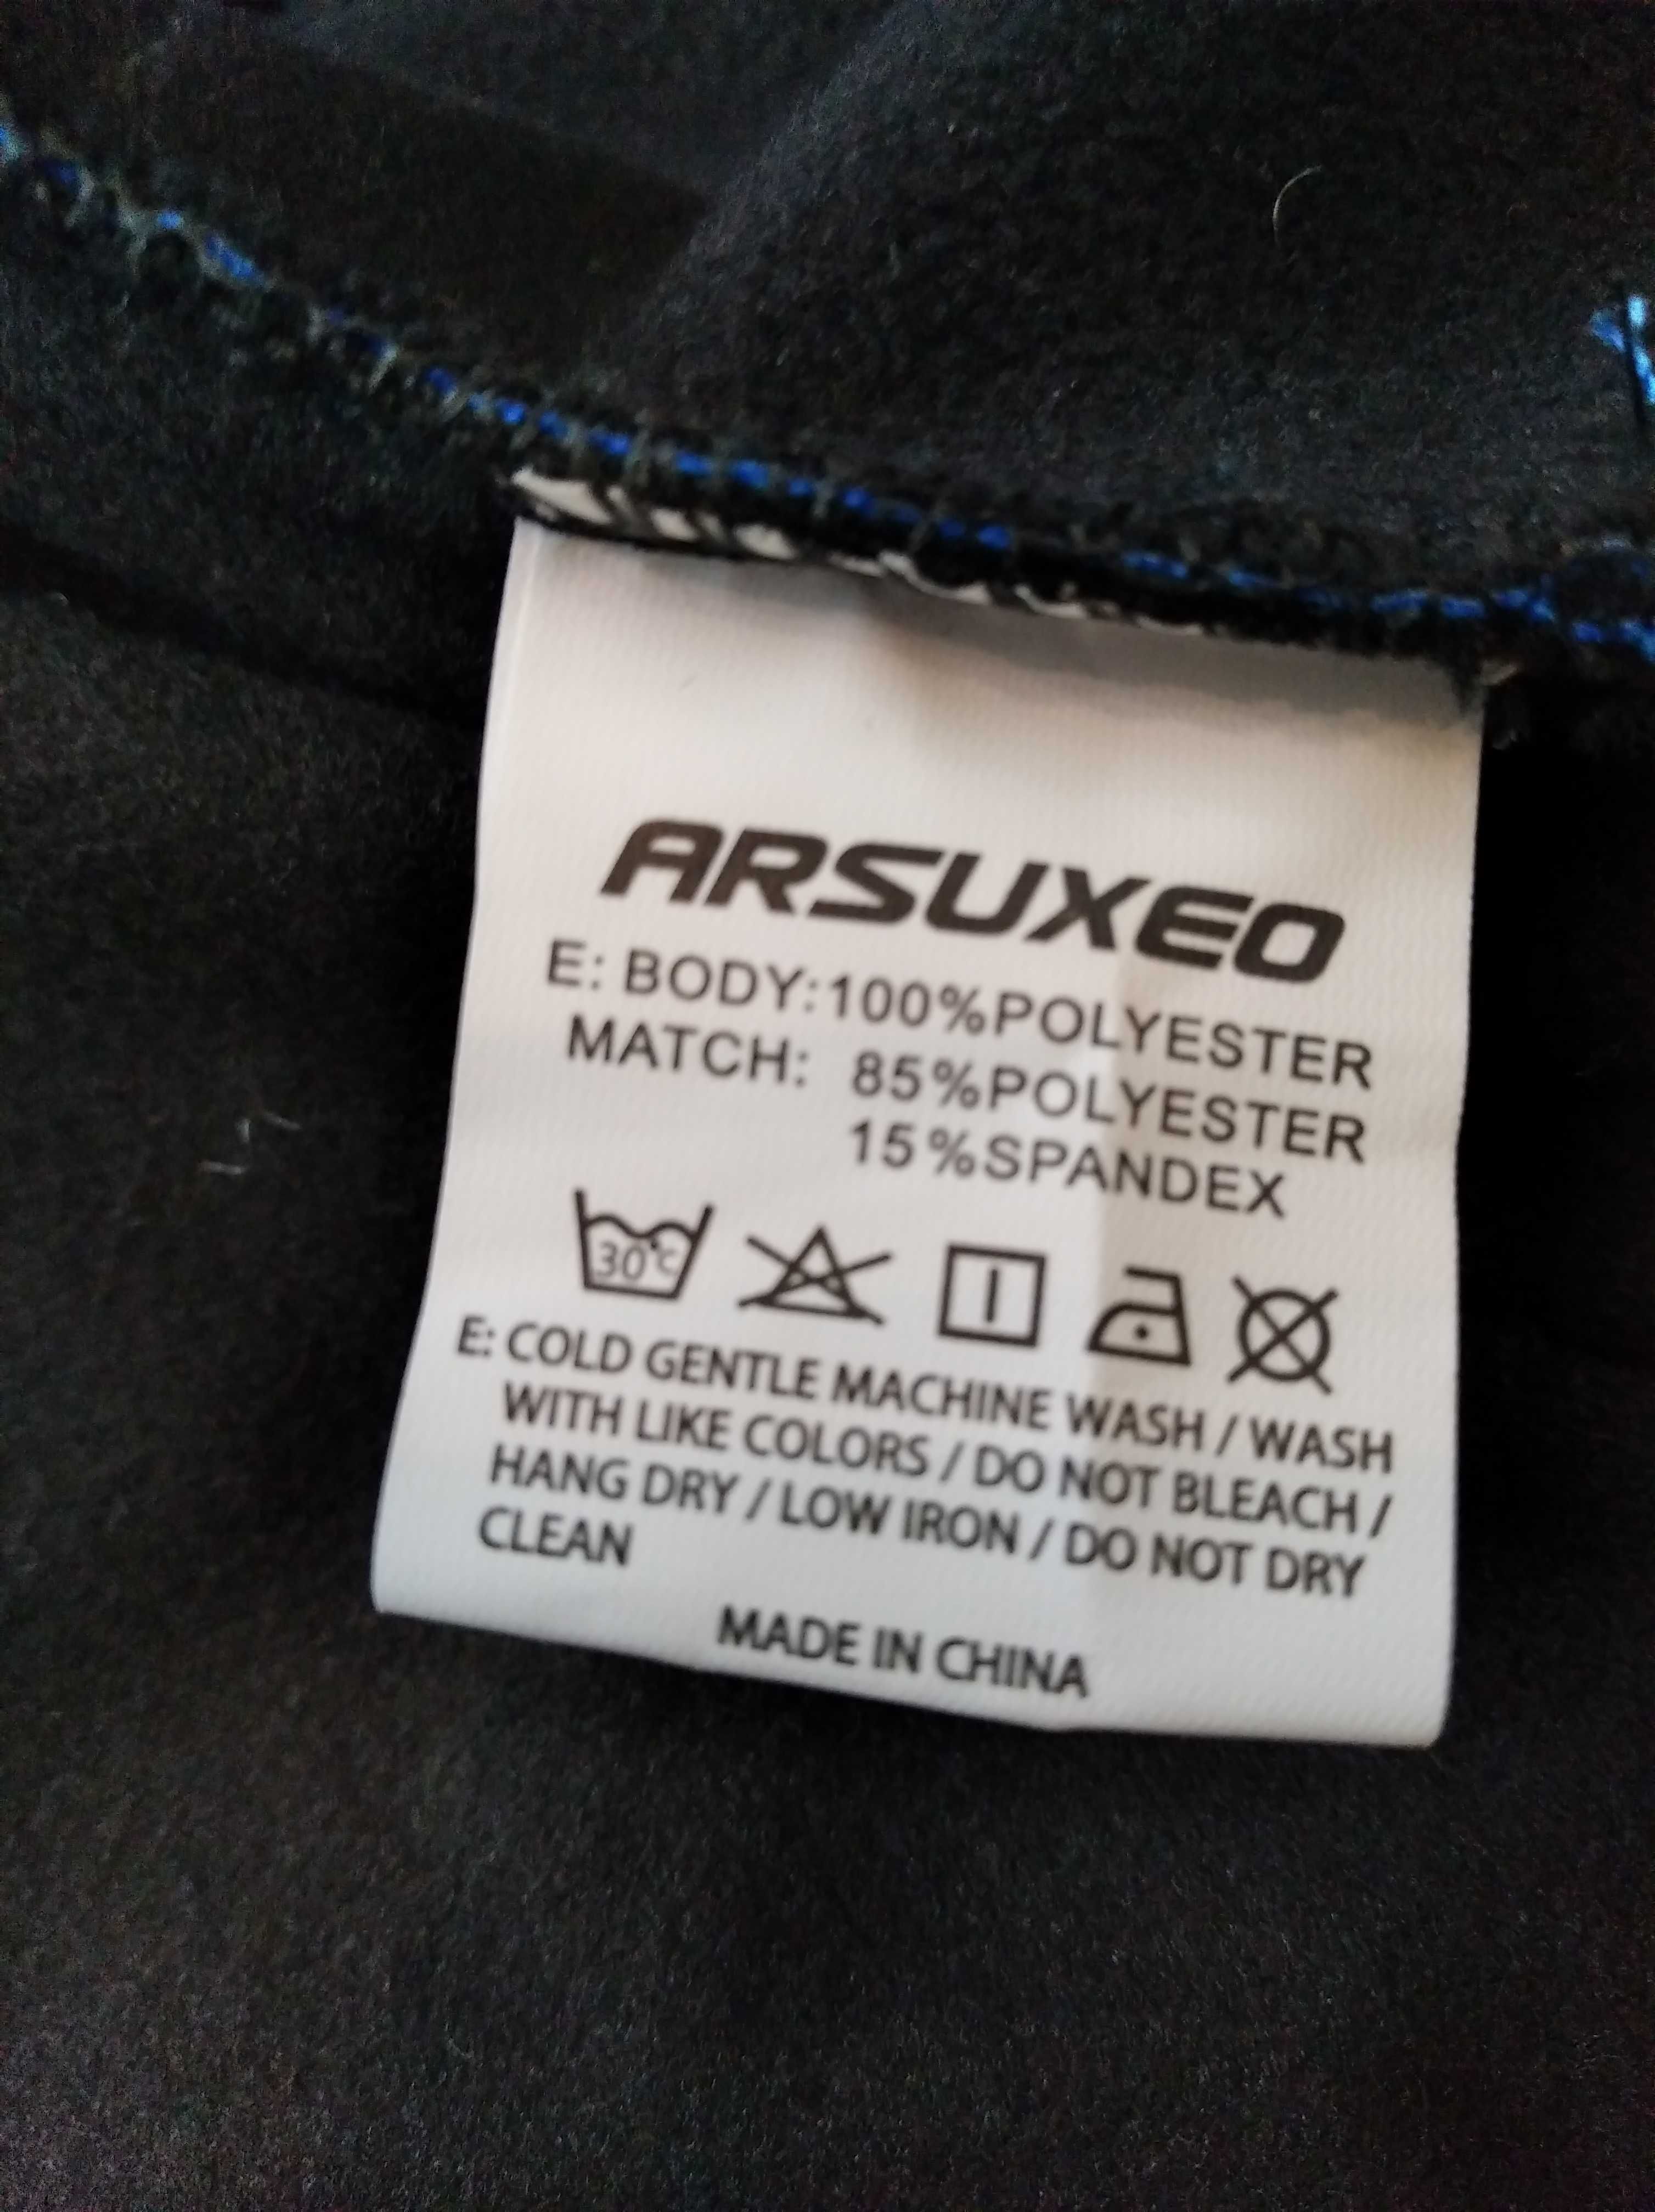 ARSUXEO
E: BODY:100%POLYESTER
MATCH: 85%POLYESTER
15%SPANDEX
30°C
E: COLD GENTLE MACHINE WASH / WASH
WITH LIKE COLORS / DO NOT BLEACH /
HANG DRY / LOW IRON / DO NOT DRY
CLEAN
MADE IN CHINA